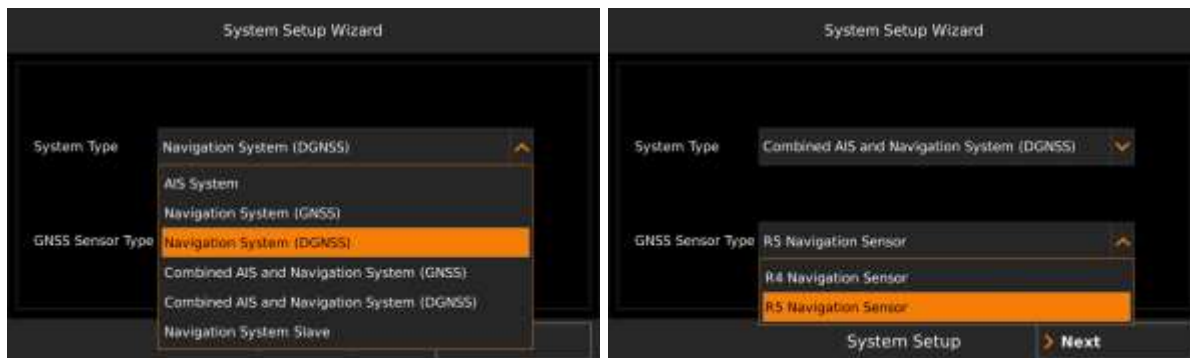 System Setup Wizard
System Type
Navigation System (DGNSS)
AIS System
Navigation System (GNSS)
GNSS Sensor Type
Navigation System (DGNSS)
Combined AIS and Navigation System (GNSS)
Combined AIS and Navigation System (DGNSS)
Navigation System Slave
System Setup Wizard
System Type
Combined AIS and Navigation System (DGNSS)
GNSS Sensor Type
R5 Navigation Sensor
R4 Navigation Sensor
R5 Navigation Sensor
System Setup
Next